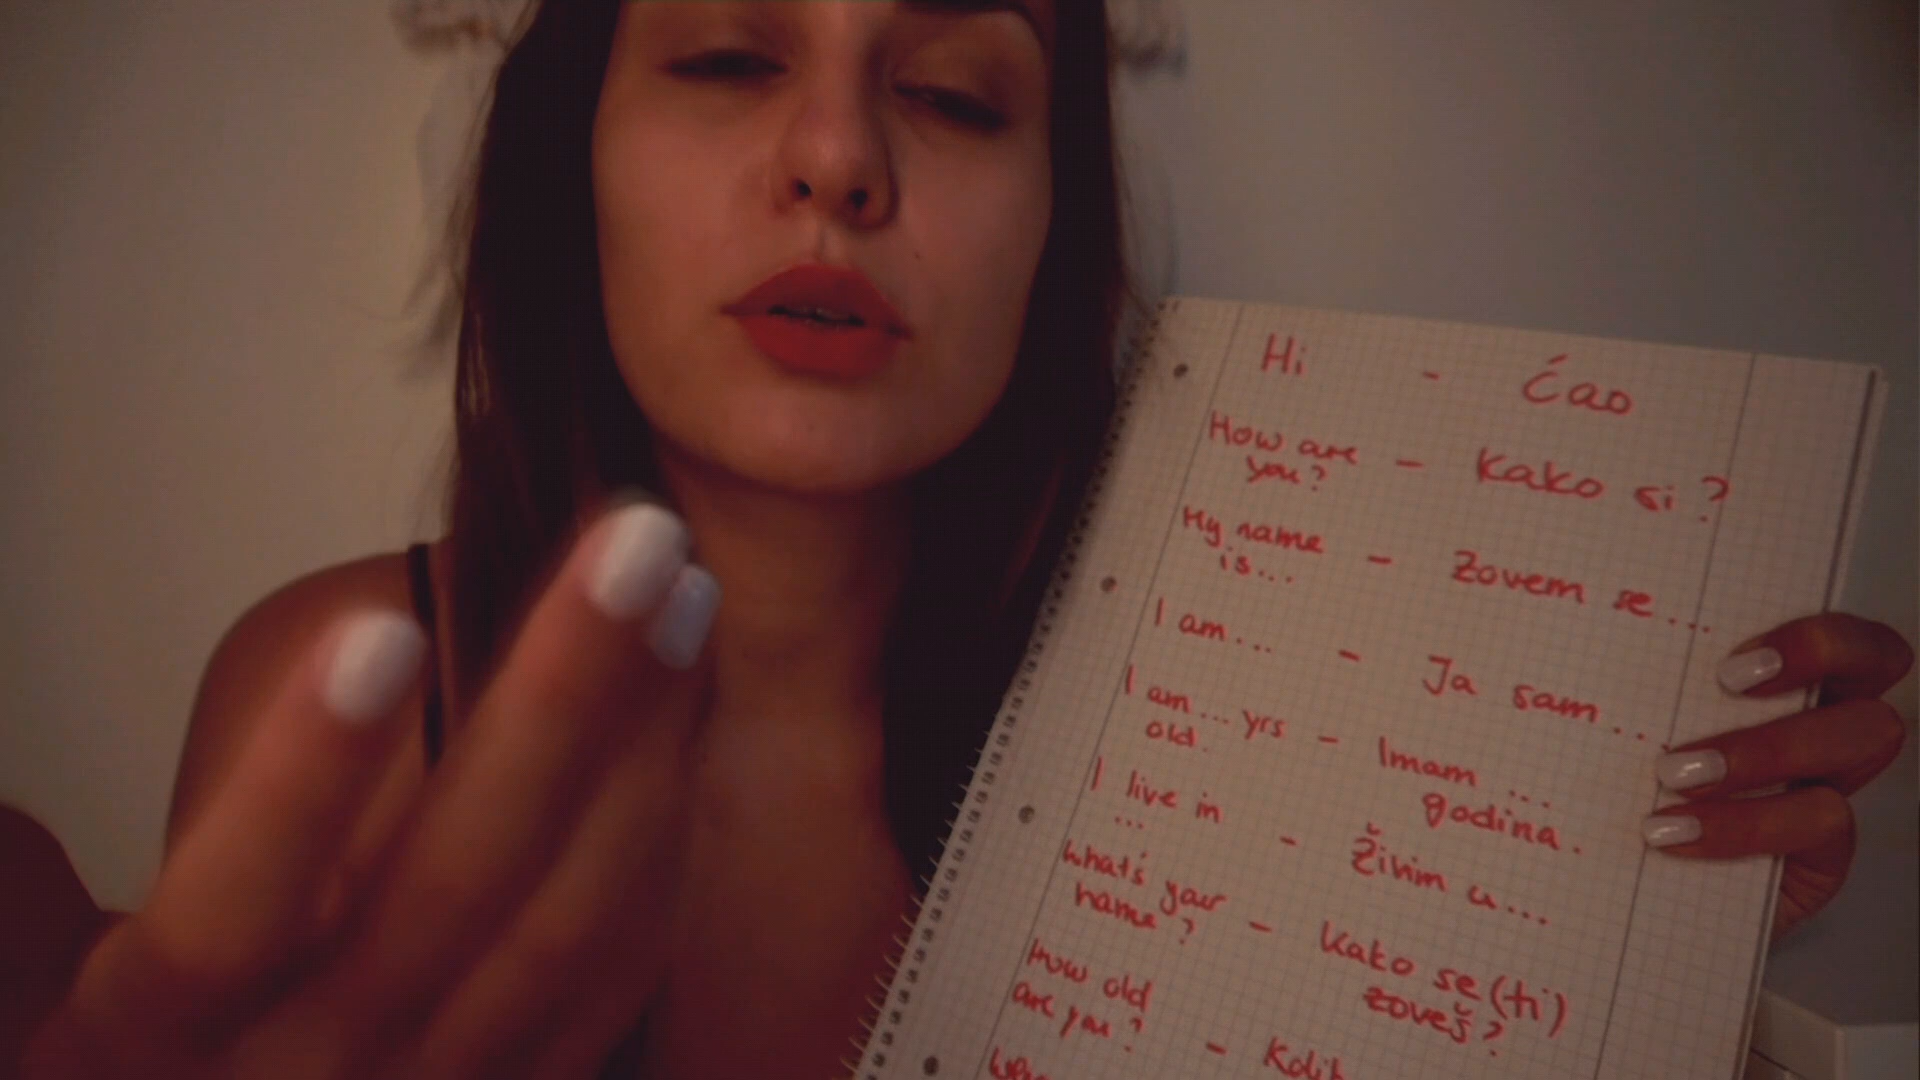 Hi - Ćao
How are - Kako si?
you?
My name - Zovem se...
is...
I am... - Ja sam...
I am... yrs - Imam ...
old. godina.
I live in - Živim u...
...
What's your - Kako se (ti)
name? zoveš?
How old
are you? - Kolik